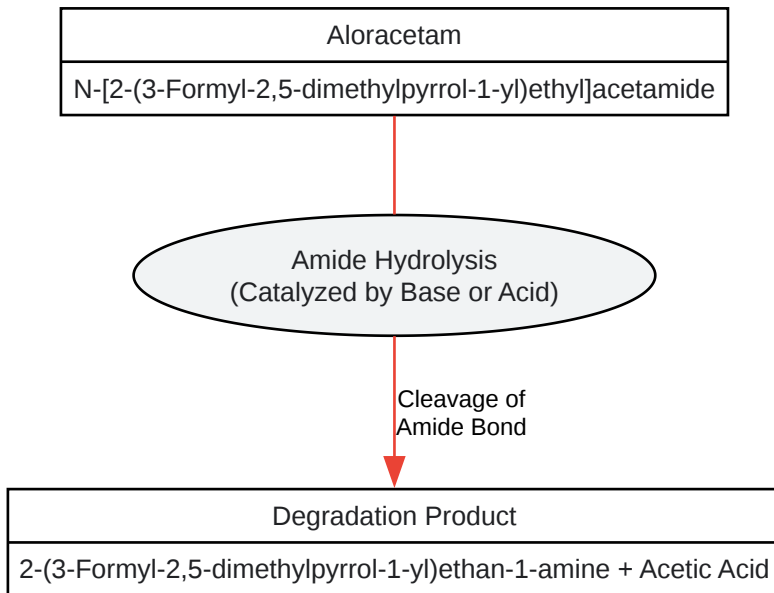 Aloracetam
N-[2-(3-Formyl-2,5-dimethylpyrrol-1-yl)ethyl]acetamide
Amide Hydrolysis
(Catalyzed by Base or Acid)
Cleavage of
Amide Bond
Degradation Product
2-(3-Formyl-2,5-dimethylpyrrol-1-yl)ethan-1-amine + Acetic Acid